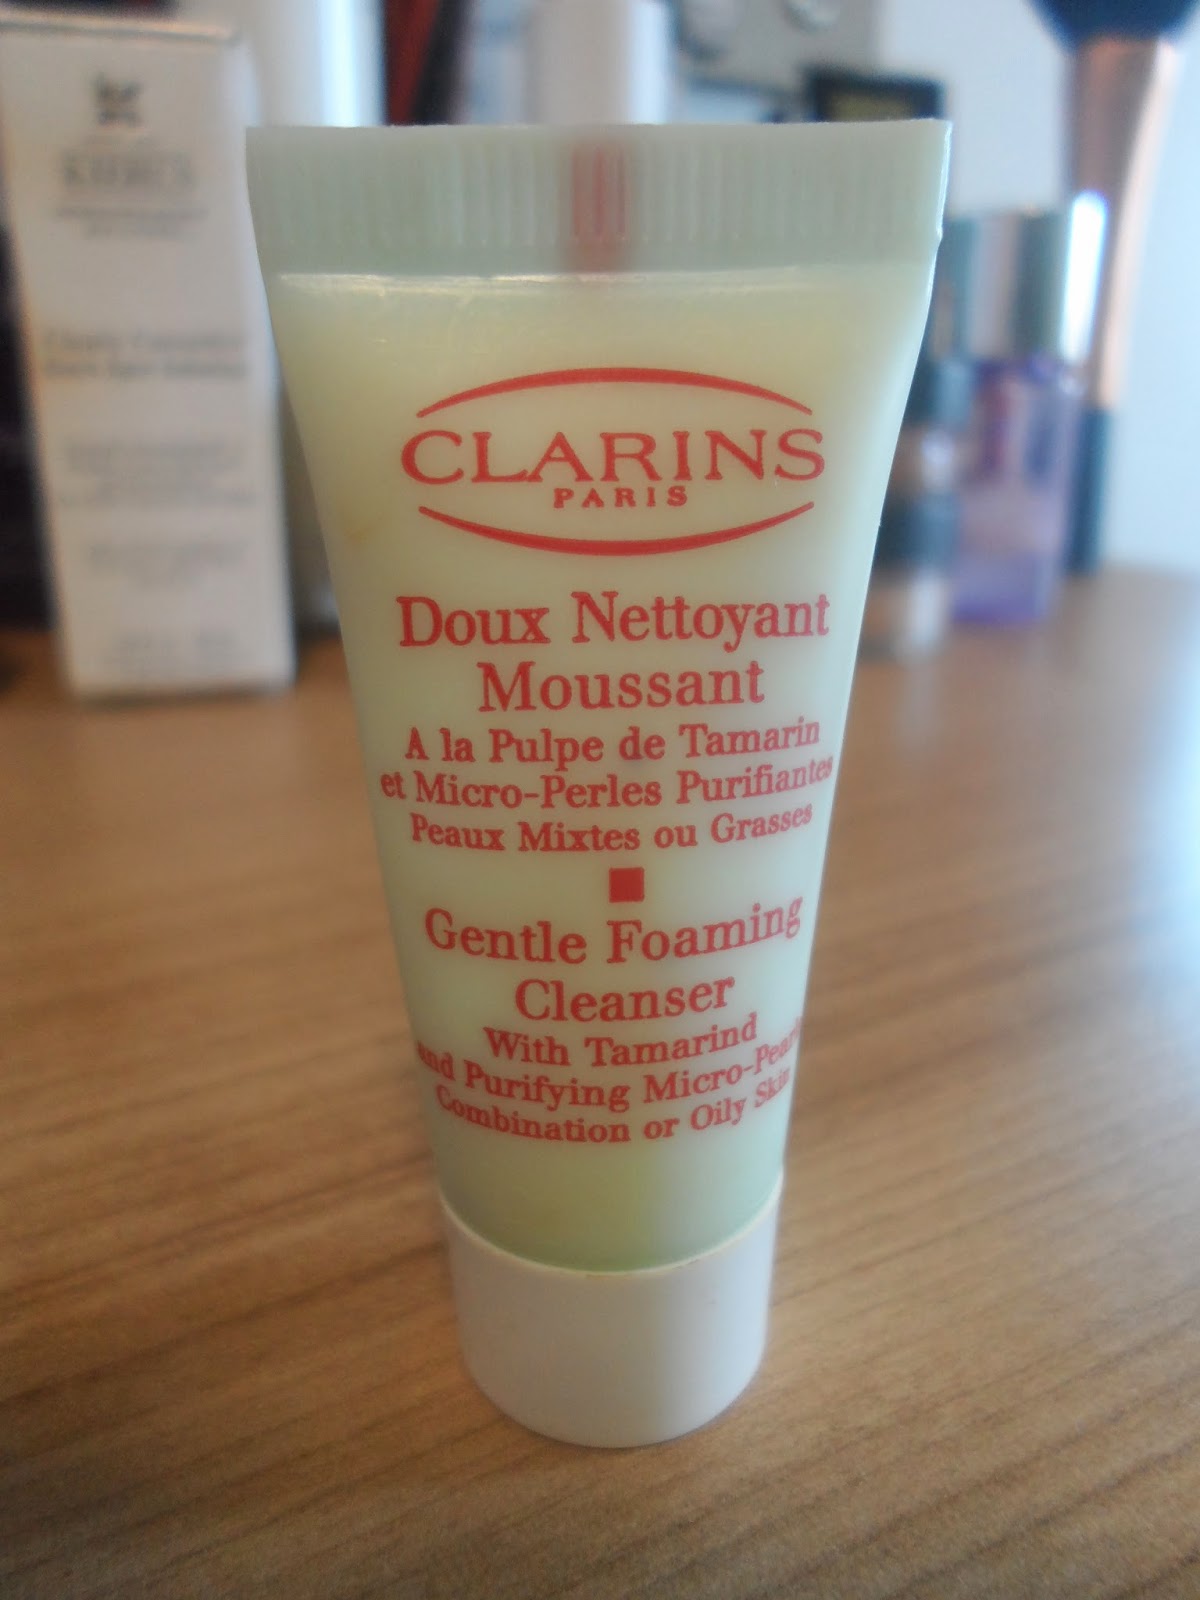 CLARINS
PARIS
Doux Nettoyant
Moussant
A la Pulpe de Tamarin
et Micro-Perles Purifiantes
Peaux Mixtes ou Grasses
Gentle Foaming
Cleanser
With Tamarind
and Purifying Micro-Pearls
Combination or Oily Skin
KIEHL'S